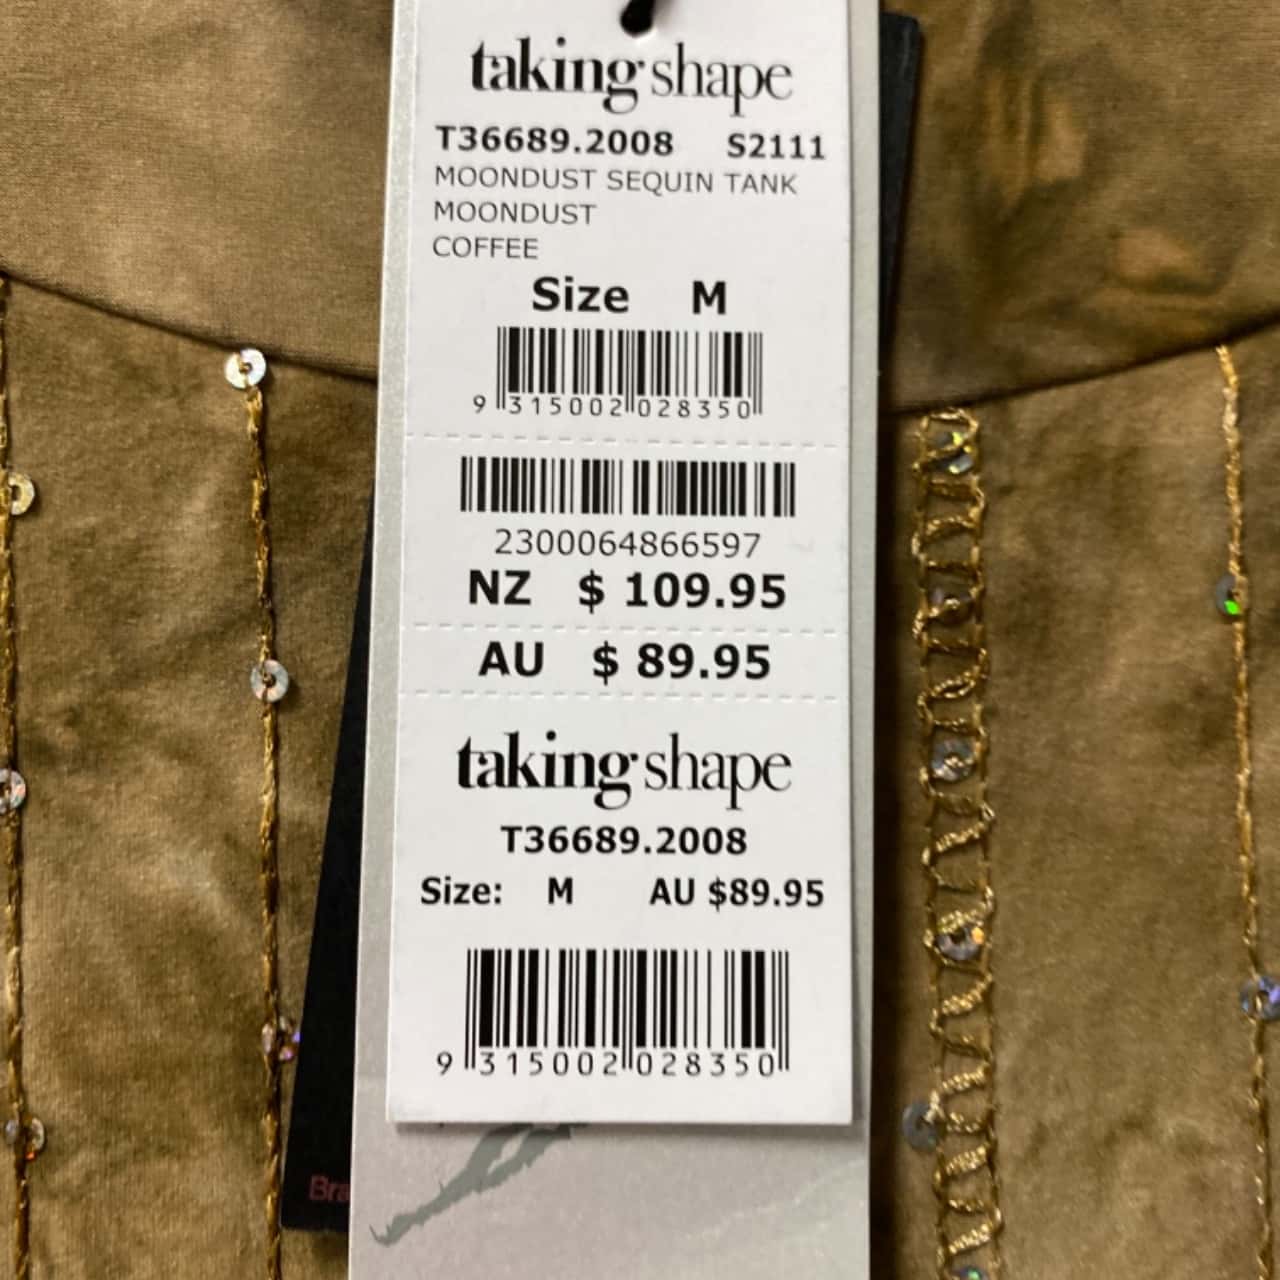 taking shape
T36689.2008 S2111
MOONDUST SEQUIN TANK
MOONDUST
COFFEE
Size M
9 315002 028350
2300064866597
NZ $ 109.95
AU $ 89.95
taking shape
T36689.2008
Size: M AU $89.95
9 315002 028350
Bra